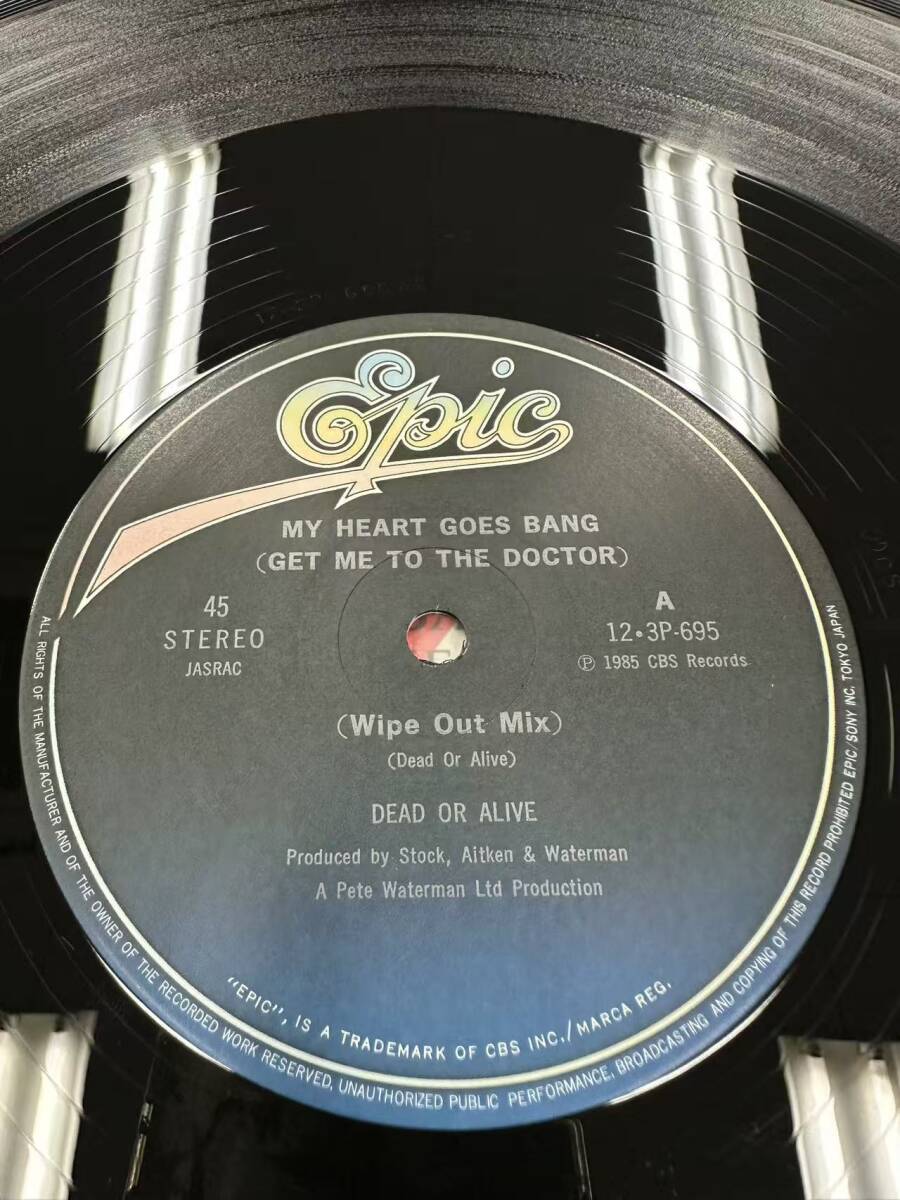 Epic
MY HEART GOES BANG
(GET ME TO THE DOCTOR)
45
STEREO
JASRAC
A
12•3P-695
Ⓟ 1985 CBS Records
(Wipe Out Mix)
(Dead Or Alive)
DEAD OR ALIVE
Produced by Stock, Aitken & Waterman
A Pete Waterman Ltd Production
"EPIC", IS A TRADEMARK OF CBS INC./MARCA REG.
ALL RIGHTS OF THE MANUFACTURER AND OF THE OWNER OF THE RECORDED WORK RESERVED, UNAUTHORIZED PUBLIC PERFORMANCE, BROADCASTING AND COPYING OF THIS RECORD PROHIBITED EPIC/SONY INC. TOKYO JAPAN